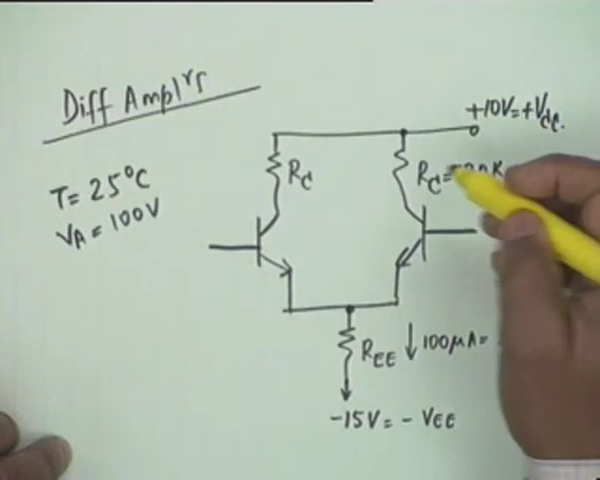 Diff Ampl^rs
T= 25°C
VA = 100V
+10V=+Vcc.
RC
RC=
REE
↓ 100μA=
-15V= - VEE